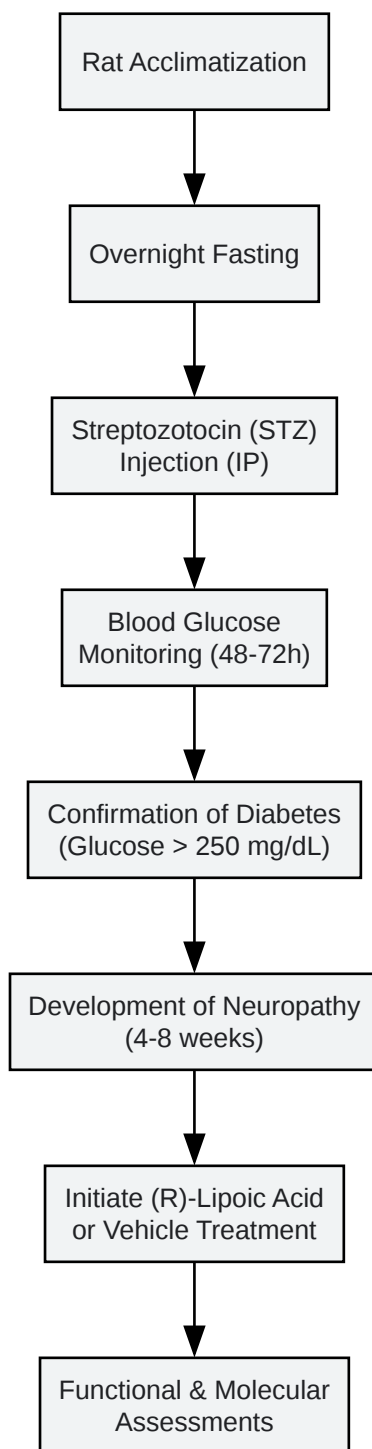 Rat Acclimatization
Overnight Fasting
Streptozotocin (STZ)
Injection (IP)
Blood Glucose
Monitoring (48-72h)
Confirmation of Diabetes
(Glucose > 250 mg/dL)
Development of Neuropathy
(4-8 weeks)
Initiate (R)-Lipoic Acid
or Vehicle Treatment
Functional & Molecular
Assessments